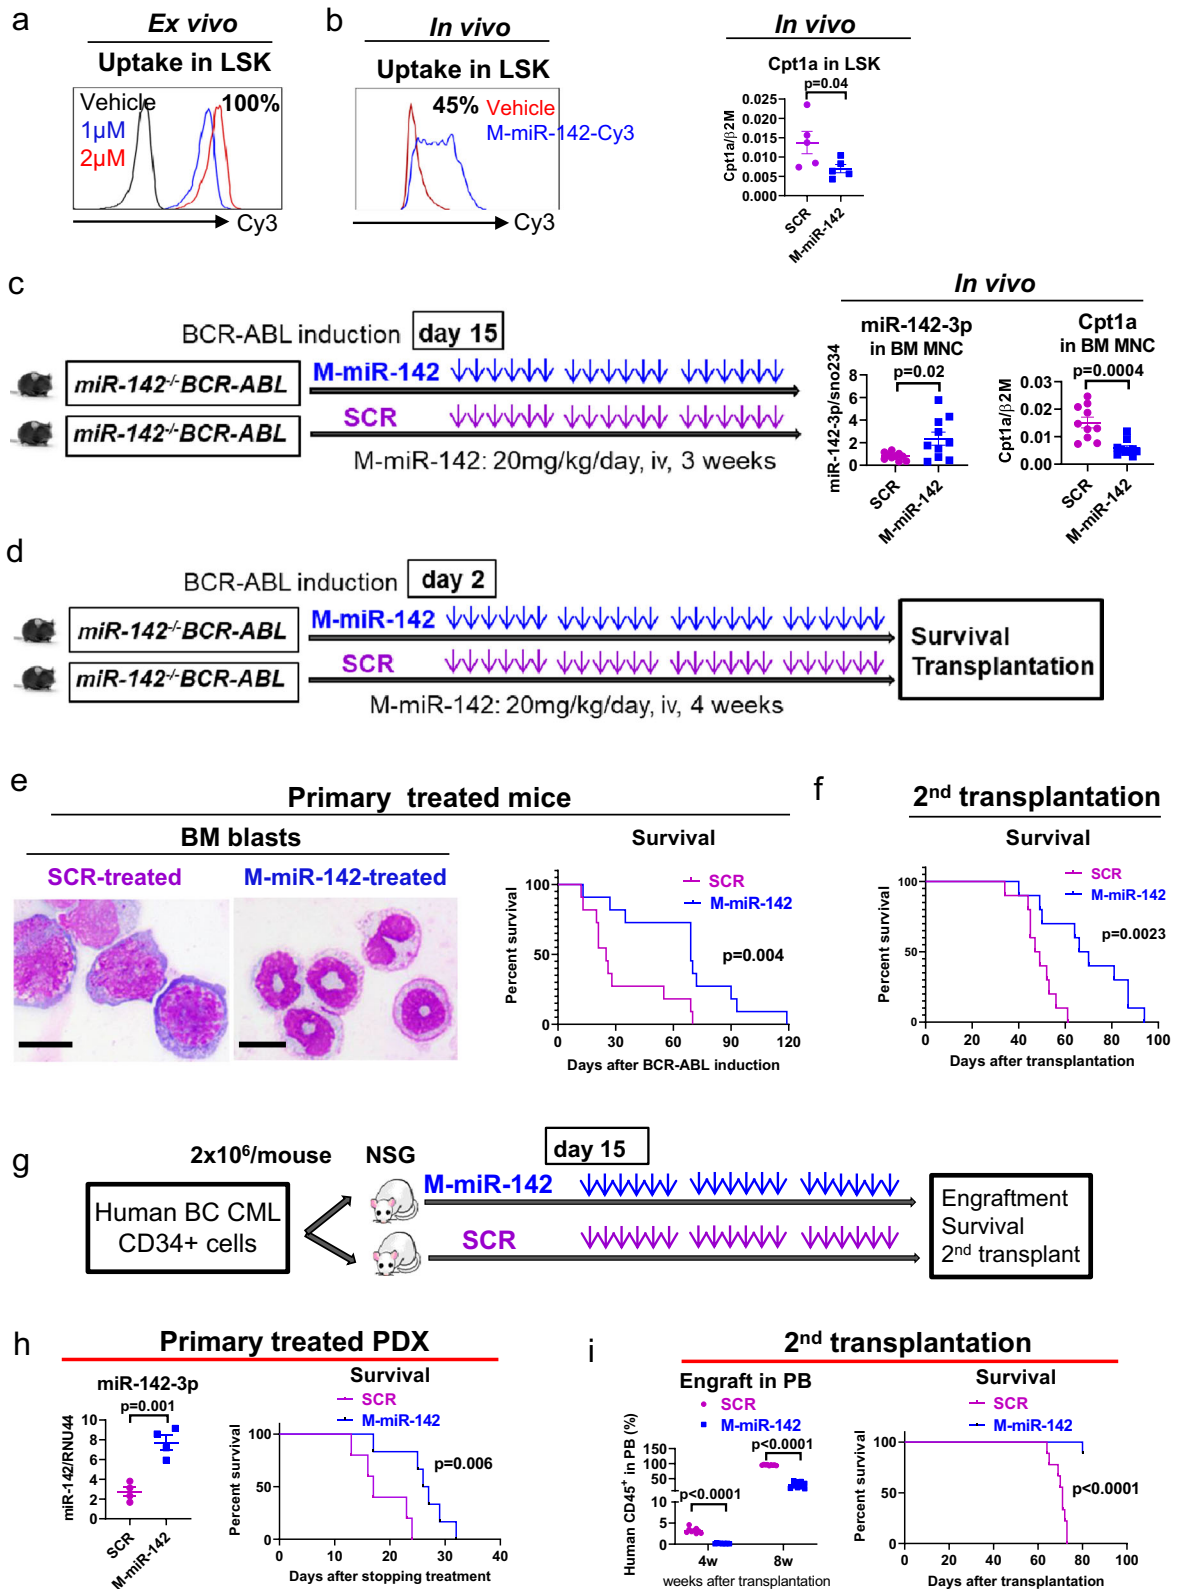 a
Ex vivo
Uptake in LSK
Vehicle
1µM
2µM
100%
Cy3
b
In vivo
Uptake in LSK
45%
Vehicle
M-miR-142-Cy3
Cy3
In vivo
Cpt1a in LSK
p=0.04
Cpt1a/β2M
0.025
0.020
0.015
0.010
0.005
0.000
SCR
M-miR-142
c
BCR-ABL induction
day 15
miR-142-/-BCR-ABL
M-miR-142
miR-142-/-BCR-ABL
SCR
M-miR-142: 20mg/kg/day, iv, 3 weeks
In vivo
miR-142-3p
in BM MNC
p=0.02
miR-142-3p/sno234
8
6
4
2
0
SCR
M-miR-142
Cpt1a
in BM MNC
p=0.0004
Cpt1a/β2M
0.03
0.02
0.01
0.00
SCR
M-miR-142
d
BCR-ABL induction
day 2
miR-142-/-BCR-ABL
M-miR-142
miR-142-/-BCR-ABL
SCR
M-miR-142: 20mg/kg/day, iv, 4 weeks
Survival
Transplantation
e
Primary treated mice
BM blasts
SCR-treated
M-miR-142-treated
Survival
SCR
M-miR-142
p=0.004
Percent survival
100
50
0
0 30 60 90 120
Days after BCR-ABL induction
f
2nd transplantation
Survival
SCR
M-miR-142
p=0.0023
Percent survival
100
50
0
0 20 40 60 80 100
Days after transplantation
g
2x10⁶/mouse
NSG
day 15
Human BC CML
CD34+ cells
M-miR-142
SCR
Engraftment
Survival
2nd transplant
h
Primary treated PDX
miR-142-3p
p=0.001
miR-142/RNU44
10
8
6
4
2
0
SCR
M-miR-142
Survival
SCR
M-miR-142
p=0.006
Percent survival
100
50
0
0 10 20 30 40
Days after stopping treatment
i
2nd transplantation
Engraft in PB
SCR
M-miR-142
Human CD45+ in PB (%)
150
100
50
5
0
p<0.0001
p<0.0001
4w 8w
weeks after transplantation
Survival
SCR
M-miR-142
p<0.0001
Percent survival
100
50
0
0 20 40 60 80 100
Days after transplantation